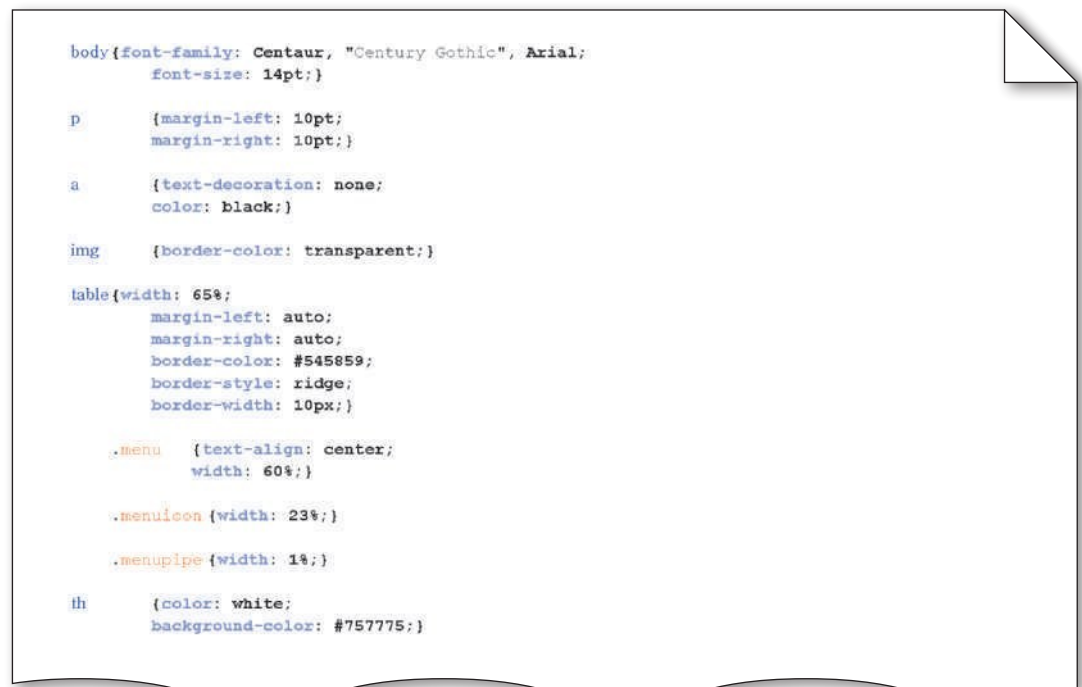 body {font-family: Centaur, "Century Gothic", Arial;
font-size: 14pt;}
p {margin-left: 10pt;
margin-right: 10pt;}
a {text-decoration: none;
color: black;}
img {border-color: transparent;}
table {width: 65%;
margin-left: auto;
margin-right: auto;
border-color: #545859;
border-style: ridge;
border-width: 10px;}
.menu {text-align: center;
width: 60%;}
.menuicon {width: 23%;}
.menupipe {width: 1%;}
th {color: white;
background-color: #757775;}